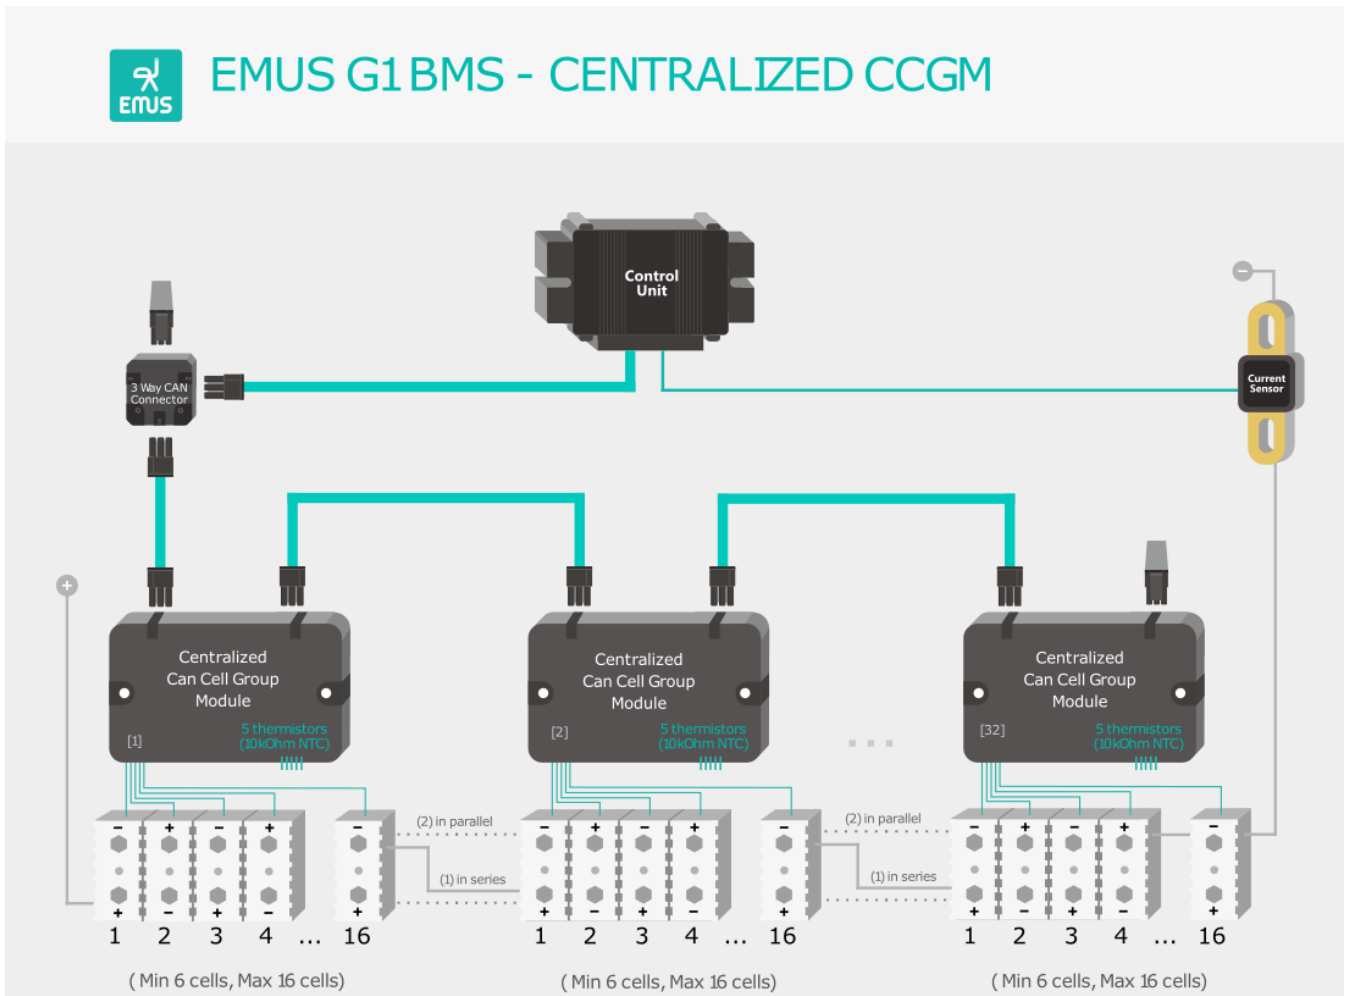 EMUS
EMUS G1 BMS - CENTRALIZED CCGM
Control
Unit
3 Way CAN
Connector
Current
Sensor
−
+
Centralized
Can Cell Group
Module
[1]
5 thermistors
(10kOhm NTC)
Centralized
Can Cell Group
Module
[2]
5 thermistors
(10kOhm NTC)
...
Centralized
Can Cell Group
Module
[32]
5 thermistors
(10kOhm NTC)
− + − + −
(2) in parallel
− + − + −
(2) in parallel
− + − + −
(1) in series
(1) in series
+ − + − +
+ − + − +
+ − + − +
1 2 3 4 ... 16
1 2 3 4 ... 16
1 2 3 4 ... 16
( Min 6 cells, Max 16 cells)
( Min 6 cells, Max 16 cells)
( Min 6 cells, Max 16 cells)